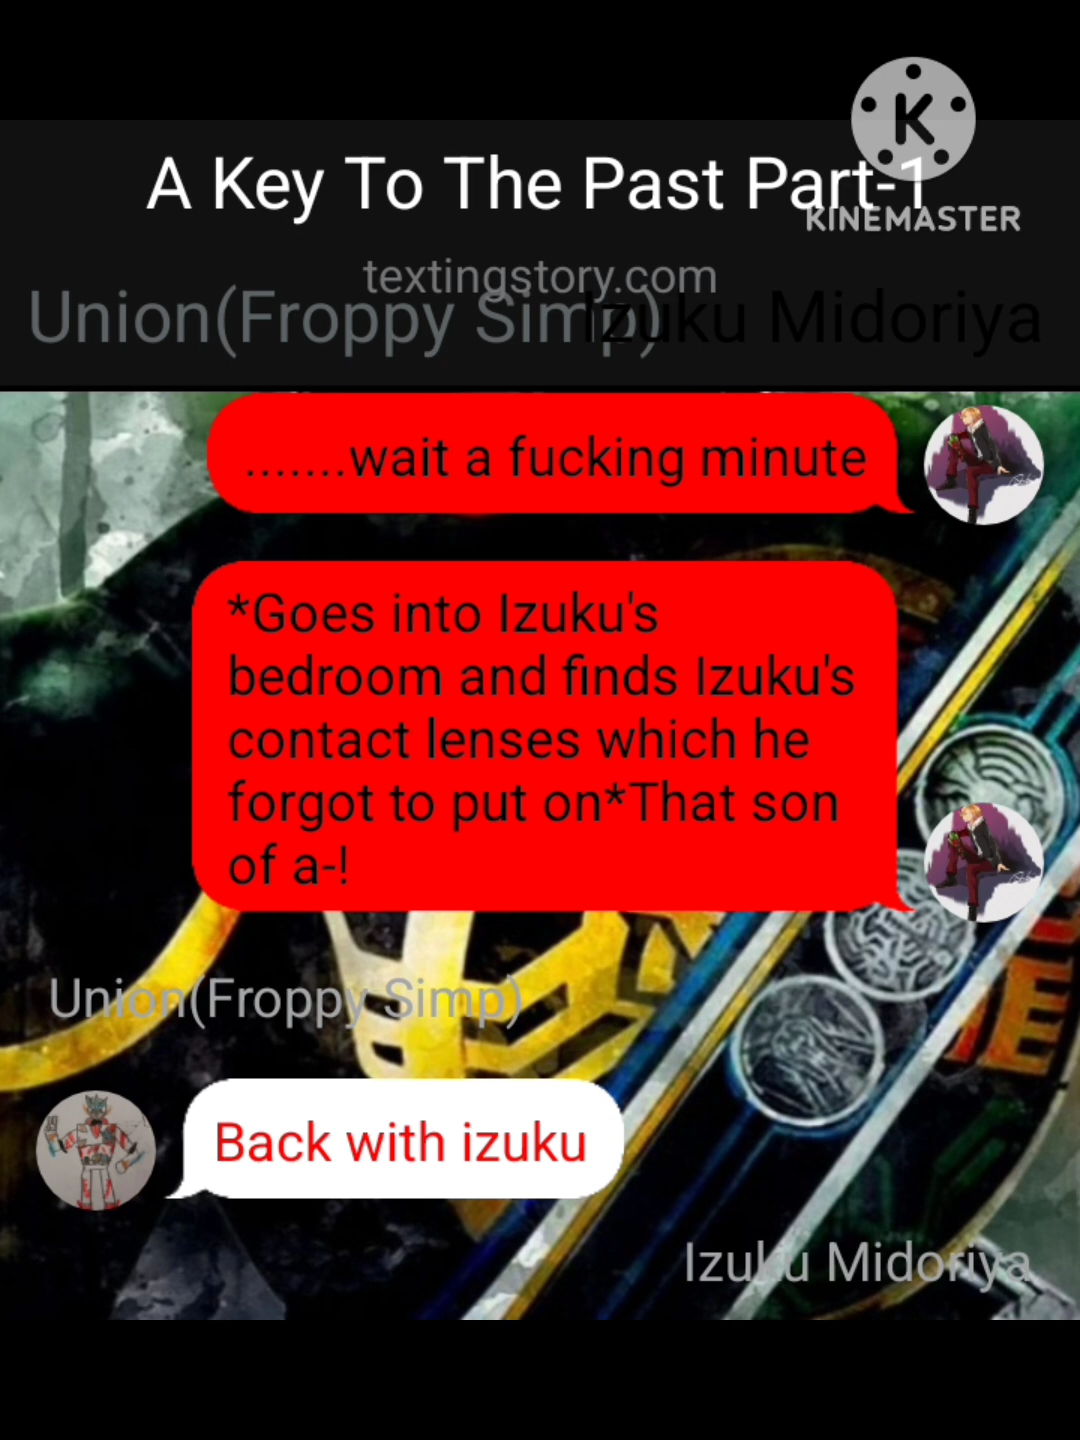 K
A Key To The Past Part-1
KINEMASTER
textingstory.com
Union(Froppy Simp)
Izuku Midoriya
.......wait a fucking minute
*Goes into Izuku's
bedroom and finds Izuku's
contact lenses which he
forgot to put on*That son
of a-!
Union(Froppy Simp)
Back with izuku
Izuku Midoriya